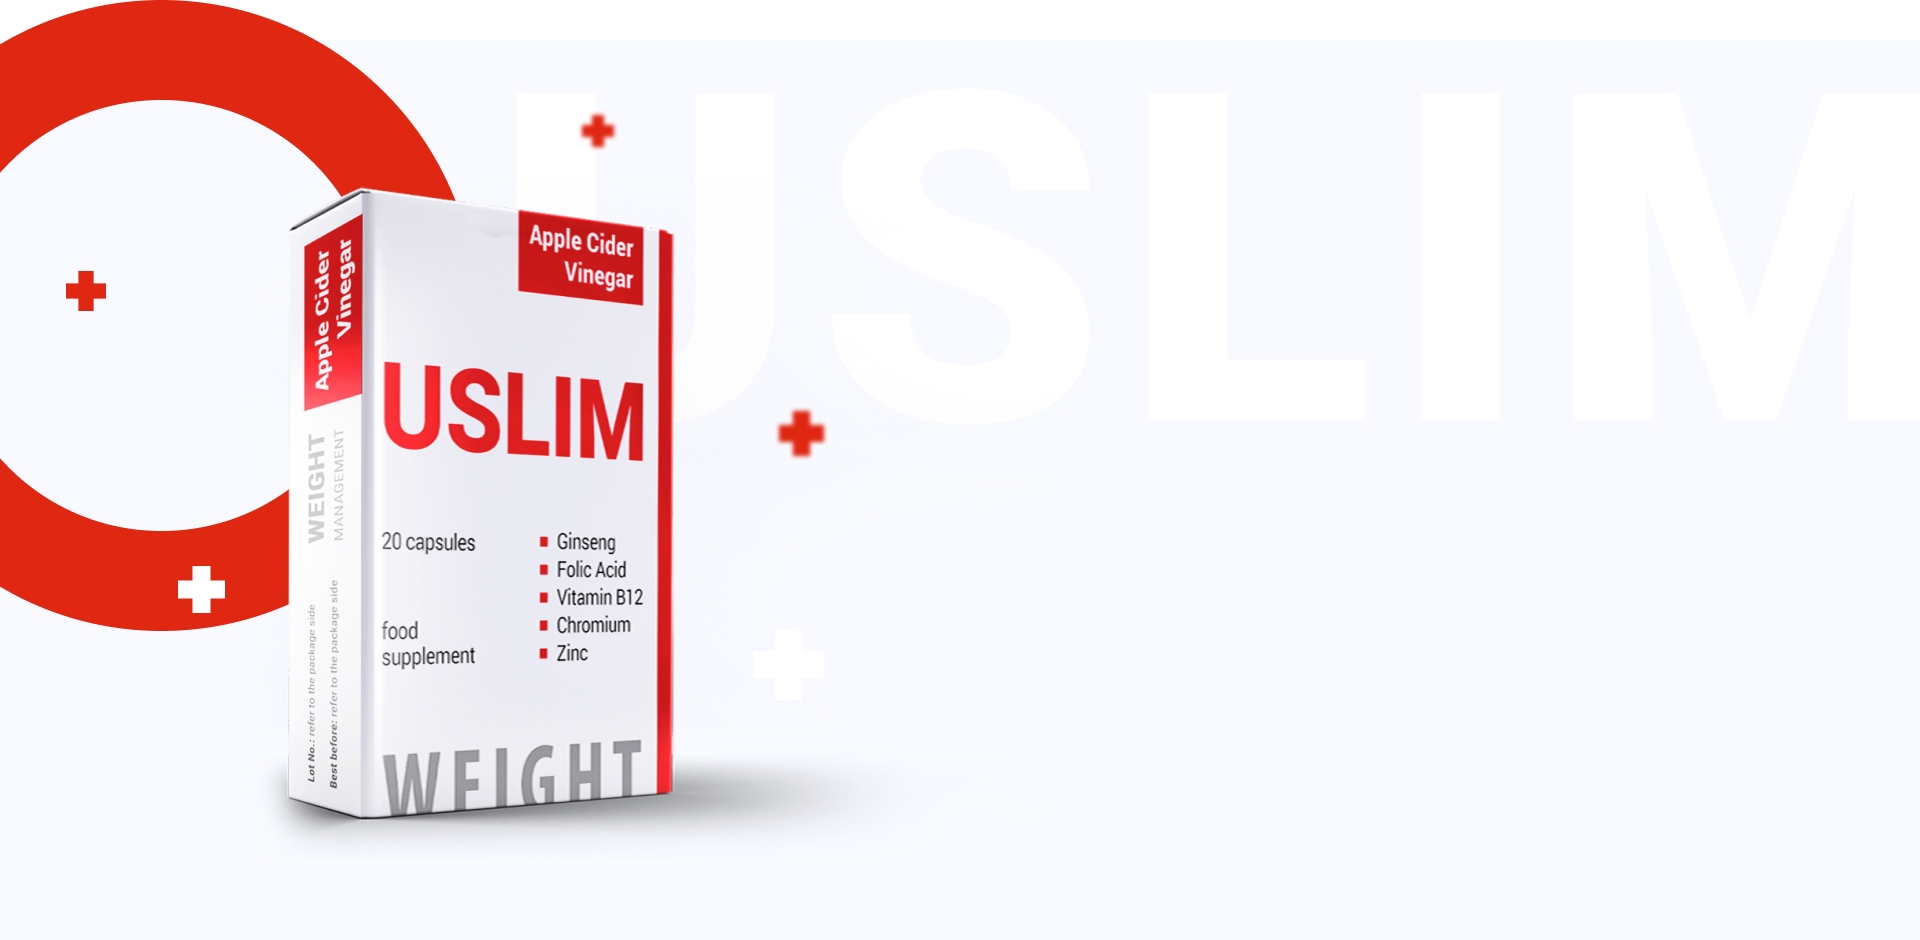 USLIM
Apple Cider
Vinegar
Apple Cider
Vinegar
USLIM
WEIGHT
MANAGEMENT
20 capsules
food
supplement
Ginseng
Folic Acid
Vitamin B12
Chromium
Zinc
Lot No.: refer to the package side
Best before: refer to the package side
WEIGHT